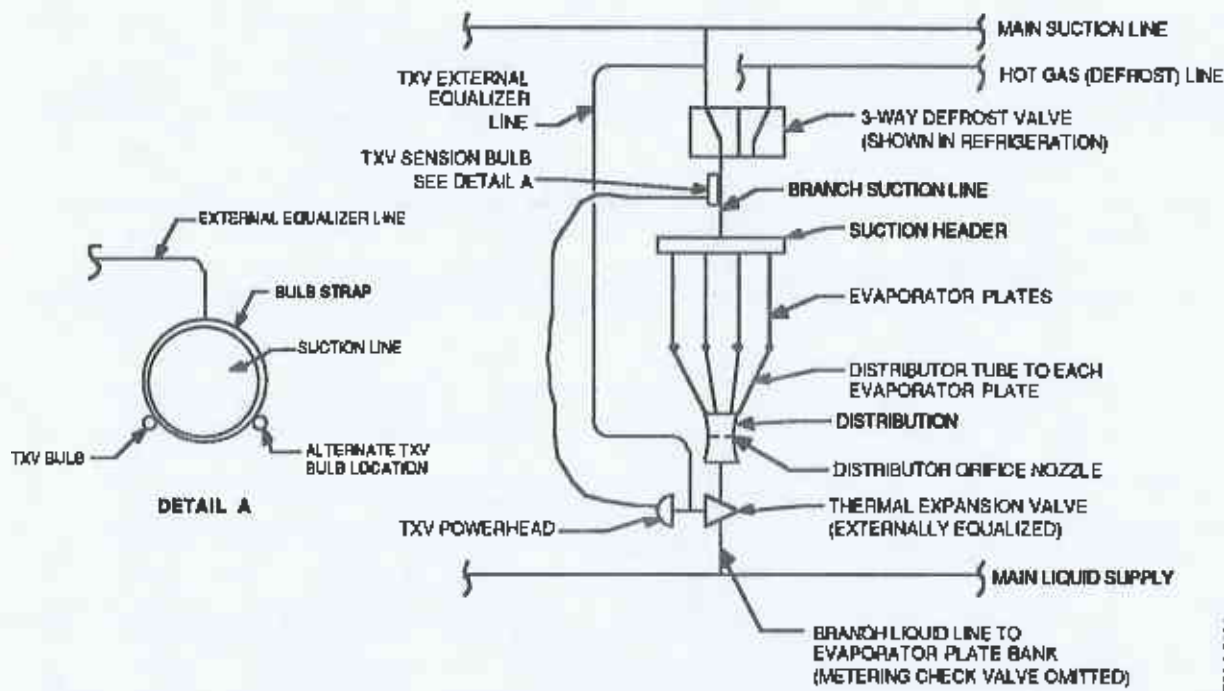 MAIN SUCTION LINE
HOT GAS (DEFROST) LINE
TXV EXTERNAL
EQUALIZER
LINE
3-WAY DEFROST VALVE
(SHOWN IN REFRIGERATION)
TXV SENSION BULB
SEE DETAIL A
BRANCH SUCTION LINE
EXTERNAL EQUALIZER LINE
SUCTION HEADER
BULB STRAP
EVAPORATOR PLATES
SUCTION LINE
DISTRIBUTOR TUBE TO EACH
EVAPORATOR PLATE
DISTRIBUTION
TXV BULB
ALTERNATE TXV
BULB LOCATION
DISTRIBUTOR ORIFICE NOZZLE
DETAIL A
TXV POWERHEAD
THERMAL EXPANSION VALVE
(EXTERNALLY EQUALIZED)
MAIN LIQUID SUPPLY
BRANCH LIQUID LINE TO
EVAPORATOR PLATE BANK
(METERING CHECK VALVE OMITTED)